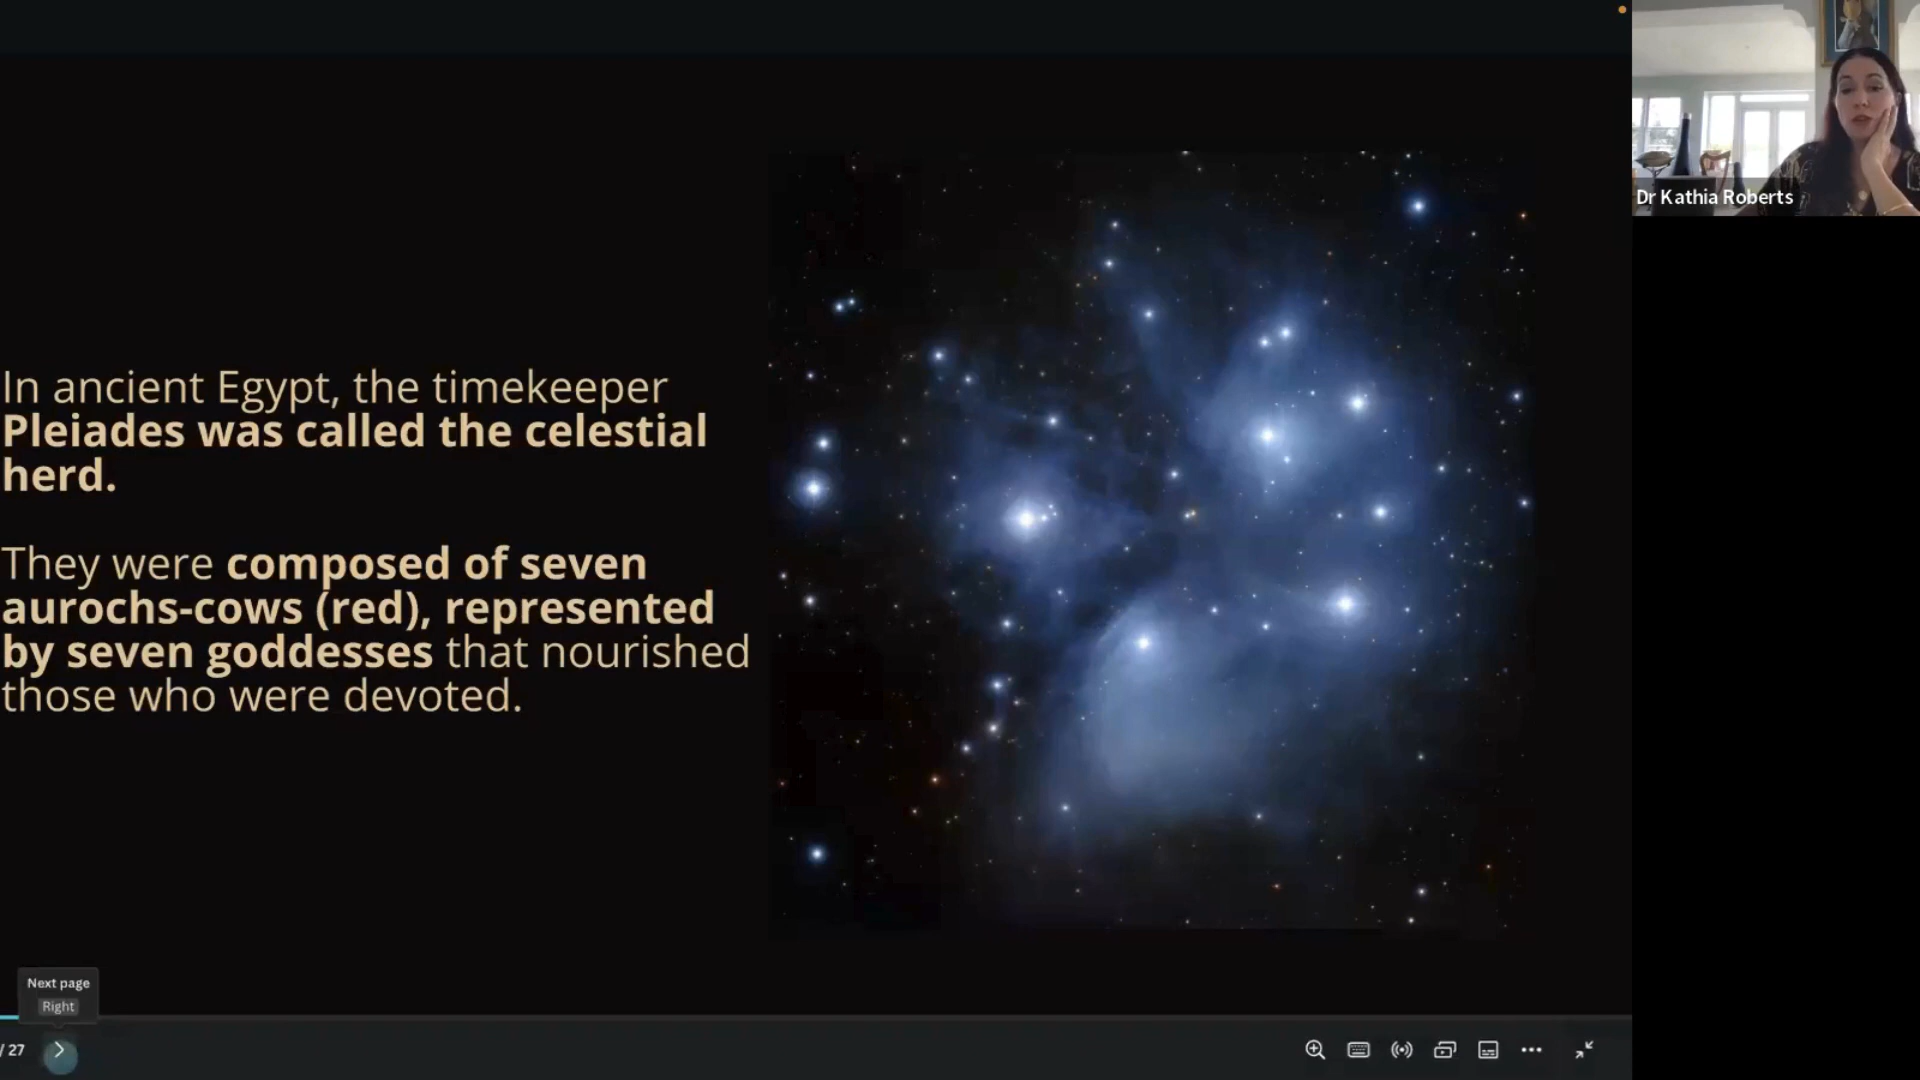 In ancient Egypt, the timekeeper
Pleiades was called the celestial
herd.
They were composed of seven
aurochs-cows (red), represented
by seven goddesses that nourished
those who were devoted.
Dr Kathia Roberts
Next page
Right
/ 27